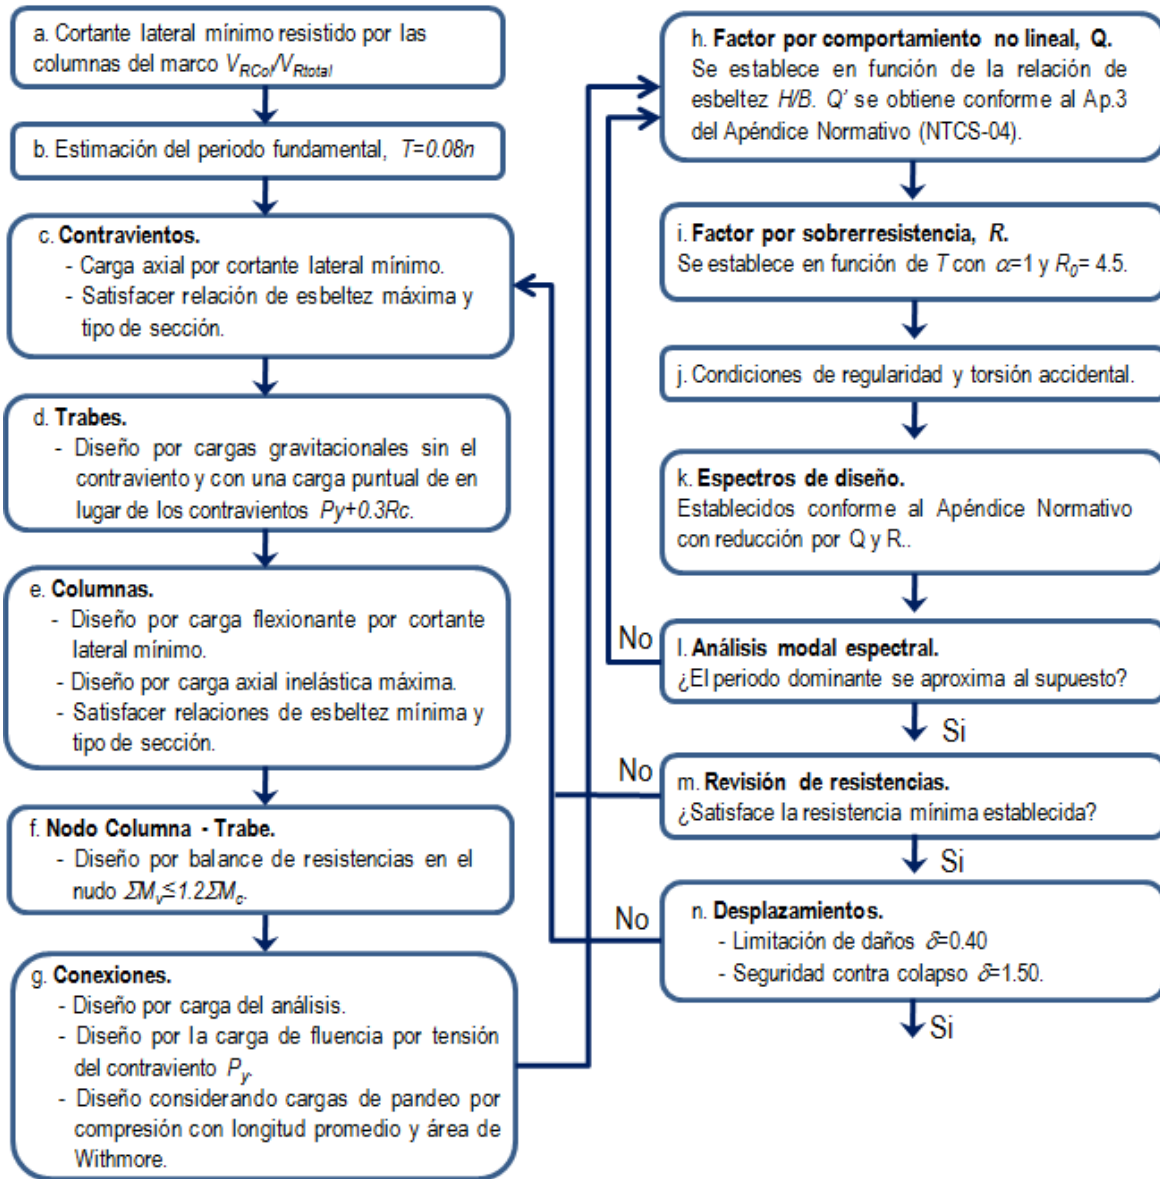 a. Cortante lateral mínimo resistido por las
columnas del marco VRCol/VRtotal
b. Estimación del periodo fundamental, T=0.08n
c. Contravientos.
- Carga axial por cortante lateral mínimo.
- Satisfacer relación de esbeltez máxima y
tipo de sección.
d. Trabes.
- Diseño por cargas gravitacionales sin el
contraviento y con una carga puntual de en
lugar de los contravientos Py+0.3Rc.
e. Columnas.
- Diseño por carga flexionante por cortante
lateral mínimo.
- Diseño por carga axial inelástica máxima.
- Satisfacer relaciones de esbeltez mínima y
tipo de sección.
f. Nodo Columna - Trabe.
- Diseño por balance de resistencias en el
nudo ΣMv≤1.2ΣMc.
g. Conexiones.
- Diseño por carga del análisis.
- Diseño por la carga de fluencia por tensión
del contraviento Py.
- Diseño considerando cargas de pandeo por
compresión con longitud promedio y área de
Withmore.
h. Factor por comportamiento no lineal, Q.
Se establece en función de la relación de
esbeltez H/B. Q' se obtiene conforme al Ap.3
del Apéndice Normativo (NTCS-04).
i. Factor por sobrerresistencia, R.
Se establece en función de T con α=1 y R0= 4.5.
j. Condiciones de regularidad y torsión accidental.
k. Espectros de diseño.
Establecidos conforme al Apéndice Normativo
con reducción por Q y R..
No
l. Análisis modal espectral.
¿El periodo dominante se aproxima al supuesto?
Si
No
m. Revisión de resistencias.
¿Satisface la resistencia mínima establecida?
Si
No
n. Desplazamientos.
- Limitación de daños δ=0.40
- Seguridad contra colapso δ=1.50.
Si